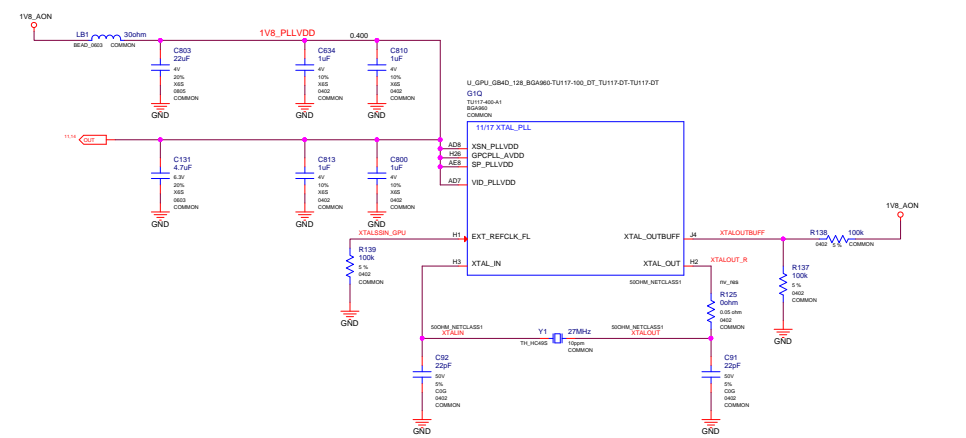 1V8_AON
LB1 30ohm
BEAD_0603 COMMON
1V8_PLLVDD 0.400
C803
22uF
4V
20%
X6S
0805
COMMON
GND
C634
1uF
4V
10%
X6S
0402
COMMON
GND
C810
1uF
4V
10%
X6S
0402
COMMON
GND
U_GPU_GB4D_128_BGA960-TU117-100_DT_TU117-DT-TU117-DT
G1Q
TU117-400-A1
BGA960
COMMON
11/17 XTAL_PLL
OUT
AD8 XSN_PLLVDD
H26 GPCPLL_AVDD
AE8 SP_PLLVDD
AD7 VID_PLLVDD
C131
4.7uF
6.3V
20%
X6S
0603
COMMON
GND
C813
1uF
4V
10%
X6S
0402
COMMON
GND
C800
1uF
4V
10%
X6S
0402
COMMON
GND
XTALSSIN_GPU H1 EXT_REFCLK_FL
XTAL_OUTBUFF J4 XTALOUTBUFF
R138 100k
0402 5 % COMMON
1V8_AON
R139
100k
5 %
0402
COMMON
GND
H3 XTAL_IN
XTAL_OUT H2 XTALOUT_R
50OHM_NETCLASS1
R137
100k
5 %
0402
COMMON
GND
mr_res
R125
0ohm
0.05 ohm
0402
COMMON
50OHM_NETCLASS1
XTALIN
Y1 27MHz
TH_HC49S 10ppm
COMMON
50OHM_NETCLASS1
XTALOUT
C92
22pF
50V
5%
C0G
0402
COMMON
GND
C91
22pF
50V
5%
C0G
0402
COMMON
GND